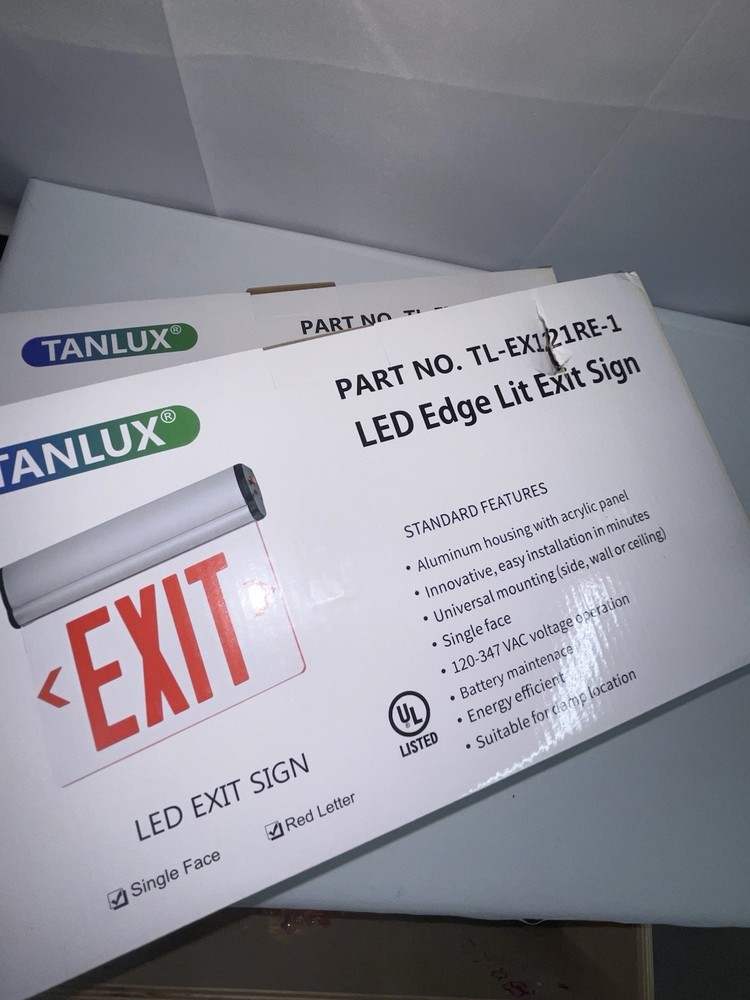 TANLUX®
PART NO.
TANLUX®
PART NO. TL-EX121RE-1
LED Edge Lit Exit Sign
STANDARD FEATURES
• Aluminum housing with acrylic panel
• Innovative, easy installation in minutes
• Universal mounting (side, wall or ceiling)
• Single face
• 120-347 VAC voltage operation
• Battery maintenace
• Energy efficient
• Suitable for damp location
EXIT
UL
LISTED
LED EXIT SIGN
Single Face
Red Letter